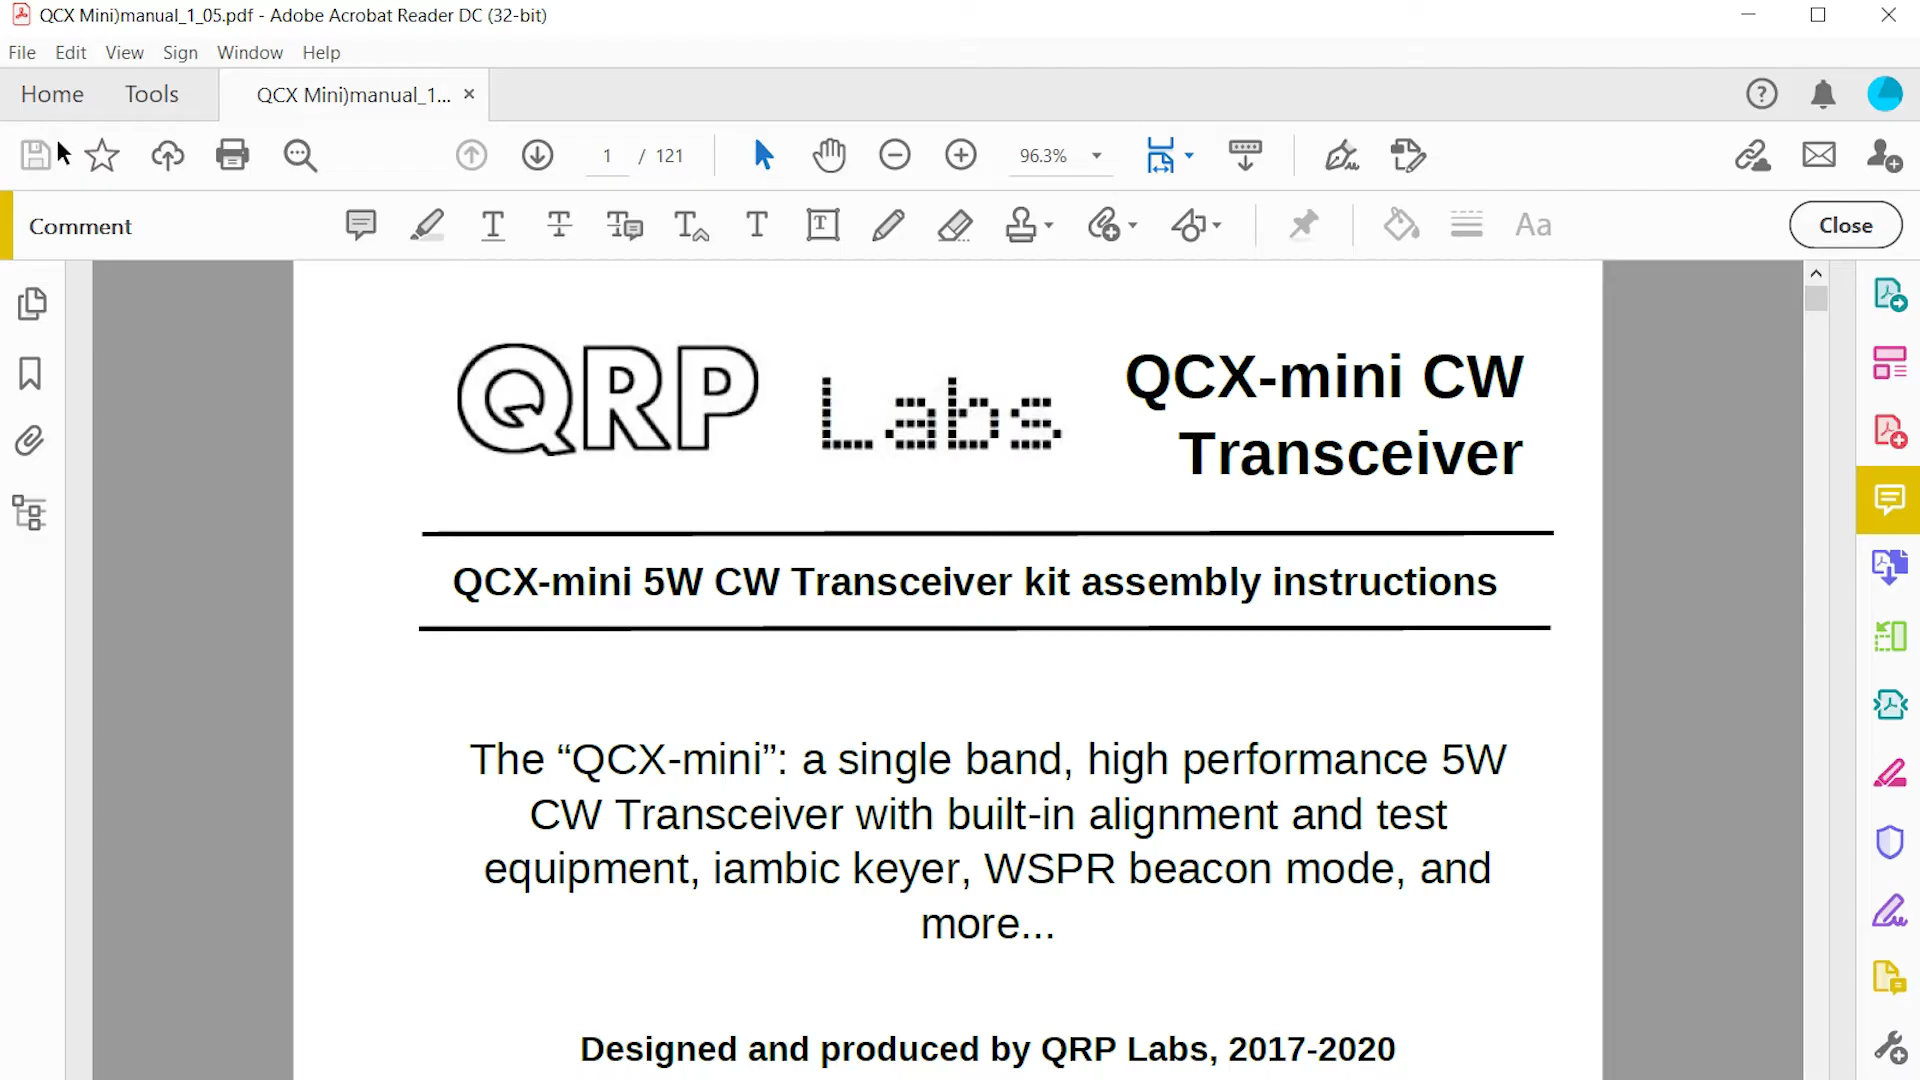 QCX Mini)manual_1_05.pdf - Adobe Acrobat Reader DC (32-bit)
File Edit View Sign Window Help
Home Tools QCX Mini)manual_1... ×
1 / 121 96.3%
Comment Aa Close
QRP Labs
QCX-mini CW
Transceiver
QCX-mini 5W CW Transceiver kit assembly instructions
The “QCX-mini”: a single band, high performance 5W
CW Transceiver with built-in alignment and test
equipment, iambic keyer, WSPR beacon mode, and
more...
Designed and produced by QRP Labs, 2017-2020